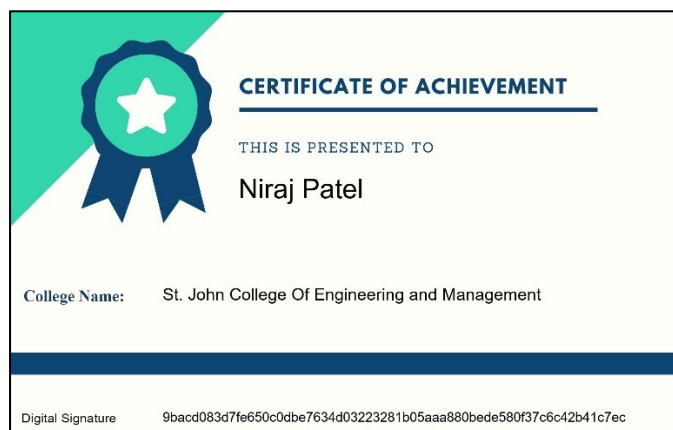 CERTIFICATE OF ACHIEVEMENT
THIS IS PRESENTED TO
Niraj Patel
College Name: St. John College Of Engineering and Management
Digital Signature 9bacd083d7fe650c0dbe7634d03223281b05aaa880bede580f37c6c42b41c7ec